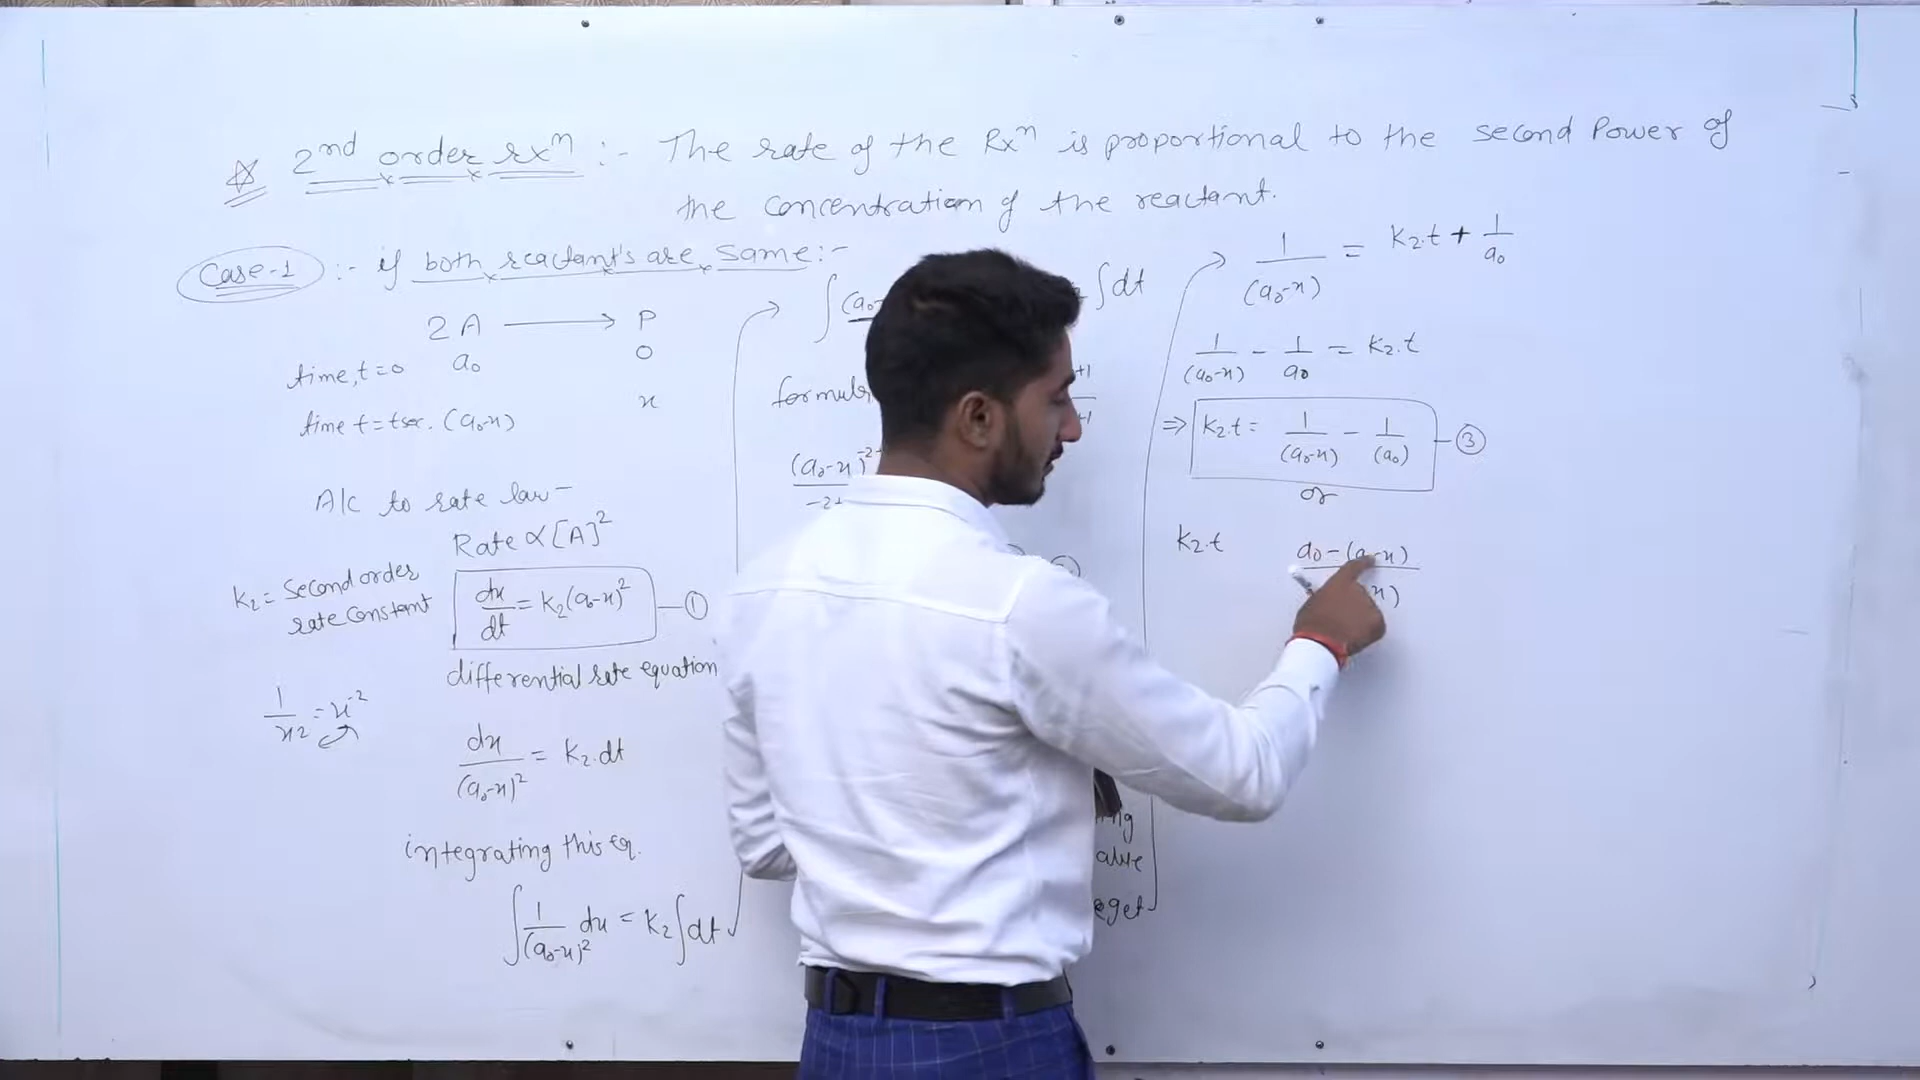 2nd order rxn :- The rate of the Rxn is proportional to the second Power of
the concentration of the reactant.
Case-1 :- if both reactant's are same :-
2A ⟶ P
time, t=0 a₀ 0
time t=tsec. (a₀-x) x
A/C to rate law-
Rate ∝ [A]²
K₂ = Second order
rate constant
dx/dt = K₂(a₀-x)² —①
differential rate equation
1/x2 = x⁻²
dx/(a₀-x)² = K₂.dt
integrating this eq.
∫ 1/(a₀-x)² dx = K₂ ∫dt
∫ (a₀- ∫dt
+1
+1
(a₀-x)⁻²⁺
-2+
eget
1/(a₀-x) = K₂.t + 1/a₀
1/(a₀-x) - 1/a₀ = K₂.t
⇒ K₂.t = 1/(a₀-x) - 1/(a₀) —③
or
K₂.t a₀-(a₀-x)
x)